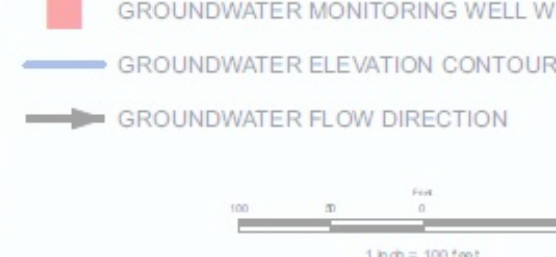 GROUNDWATER MONITORING WELL W
GROUNDWATER ELEVATION CONTOUR
GROUNDWATER FLOW DIRECTION
Feet
100 50 0
1 inch = 100 feet